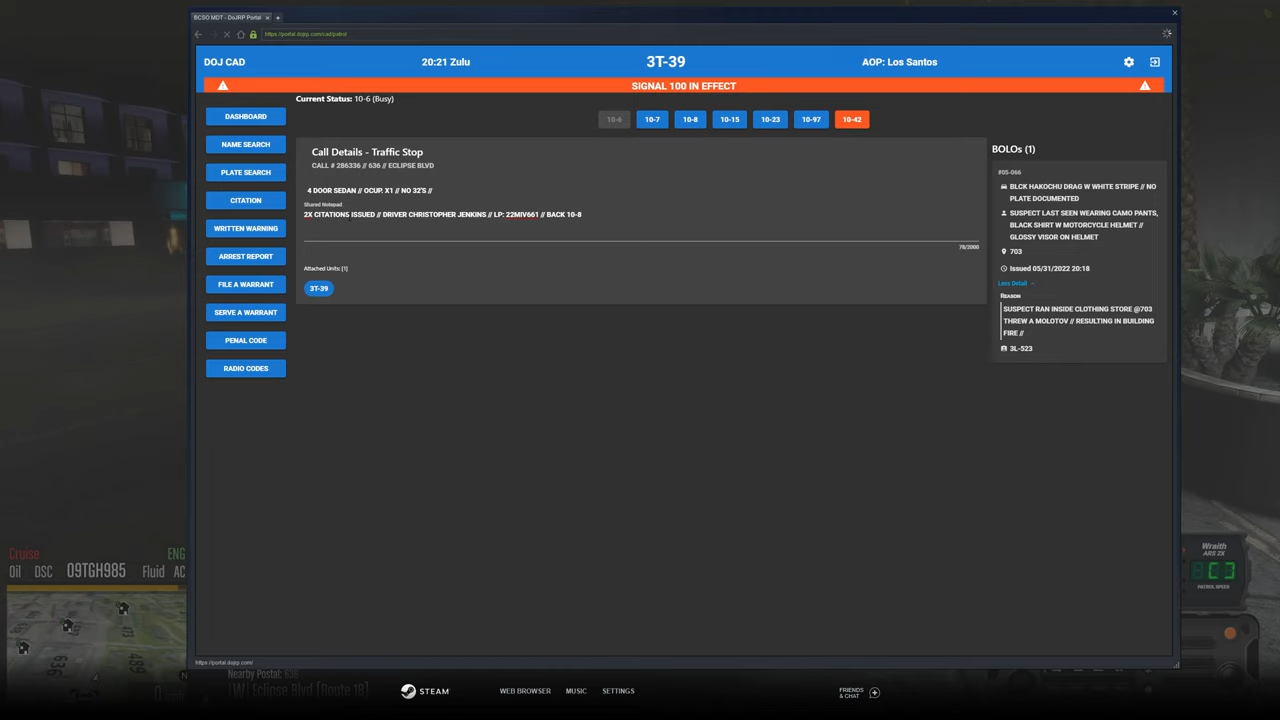 BCSO MDT - DoJRP Portal
https://portal.dojrp.com/cad/patrol
DOJ CAD
20:21 Zulu
3T-39
AOP: Los Santos
SIGNAL 100 IN EFFECT
Current Status: 10-6 (Busy)
10-6
10-7
10-8
10-15
10-23
10-97
10-42
DASHBOARD
NAME SEARCH
PLATE SEARCH
CITATION
WRITTEN WARNING
ARREST REPORT
FILE A WARRANT
SERVE A WARRANT
PENAL CODE
RADIO CODES
Call Details - Traffic Stop
CALL # 286336 // 636 // ECLIPSE BLVD
4 DOOR SEDAN // OCUP. X1 // NO 32'S //
Shared Notepad
2X CITATIONS ISSUED // DRIVER CHRISTOPHER JENKINS // LP: 22MIV661 // BACK 10-8
78/2000
Attached Units: [1]
3T-39
BOLOs (1)
#05-066
BLCK HAKOCHU DRAG W WHITE STRIPE // NO
PLATE DOCUMENTED
SUSPECT LAST SEEN WEARING CAMO PANTS,
BLACK SHIRT W MOTORCYCLE HELMET //
GLOSSY VISOR ON HELMET
703
Issued 05/31/2022 20:18
Less Detail
REASON
SUSPECT RAN INSIDE CLOTHING STORE @703
THREW A MOLOTOV // RESULTING IN BUILDING
FIRE //
3L-523
Cruise
ENG
Oil DSC 09TGH985 Fluid AC
636
489
Wraith
ARS 2X
PATROL SPEED
https://portal.dojrp.com/
Nearby Postal: 636
W | W Eclipse Blvd [Route 18]
STEAM
WEB BROWSER
MUSIC
SETTINGS
FRIENDS
& CHAT